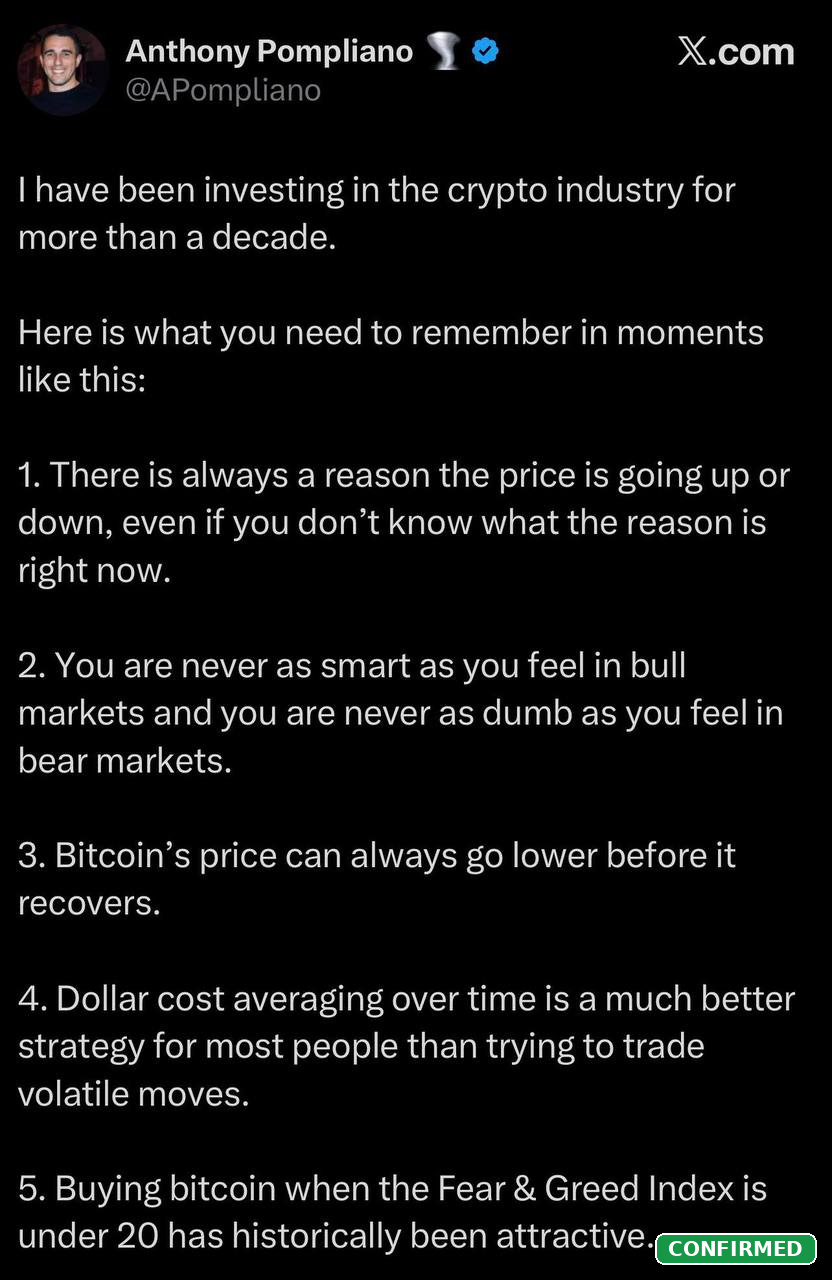 Anthony Pompliano 🌪️
X.com
@APompliano
I have been investing in the crypto industry for
more than a decade.
Here is what you need to remember in moments
like this:
1. There is always a reason the price is going up or
down, even if you don’t know what the reason is
right now.
2. You are never as smart as you feel in bull
markets and you are never as dumb as you feel in
bear markets.
3. Bitcoin’s price can always go lower before it
recovers.
4. Dollar cost averaging over time is a much better
strategy for most people than trying to trade
volatile moves.
5. Buying bitcoin when the Fear & Greed Index is
under 20 has historically been attractive.
CONFIRMED